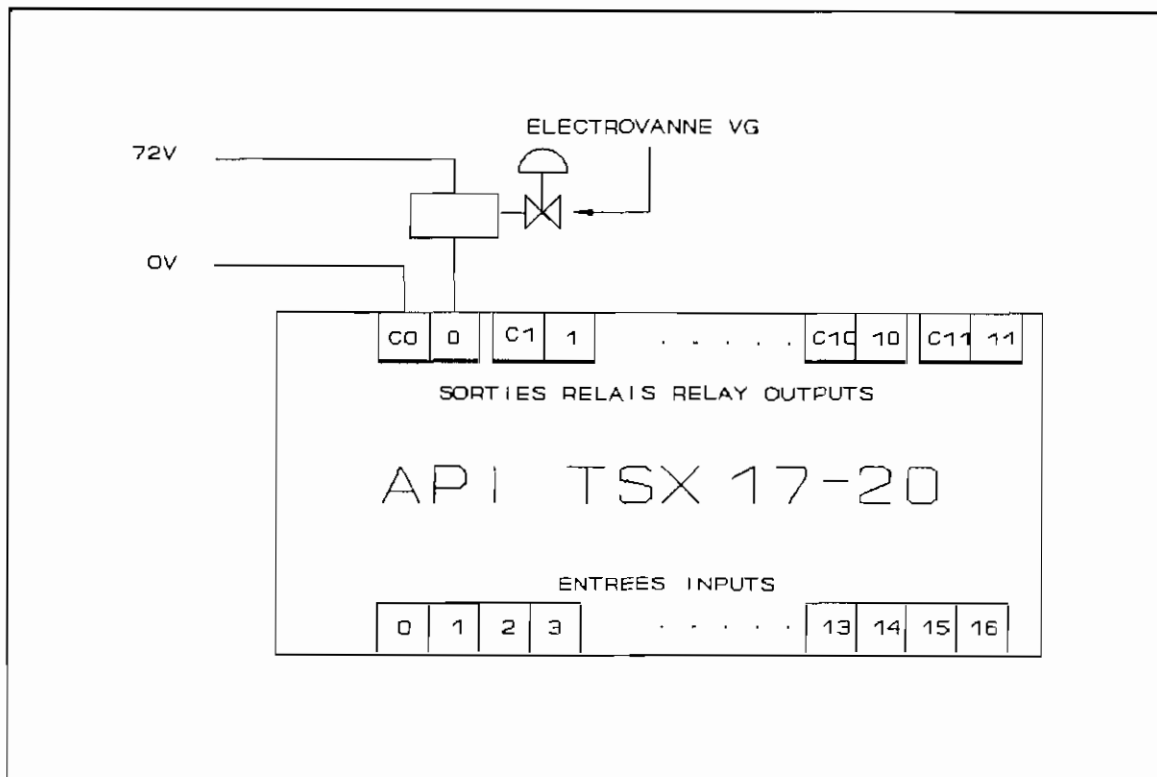 ELECTROVANNE VG
72V
0V
C0 0 C1 1 . . . . . C10 10 C11 11
SORTIES RELAIS RELAY OUTPUTS
API TSX 17-20
ENTREES INPUTS
0 1 2 3 . . . . . 13 14 15 16